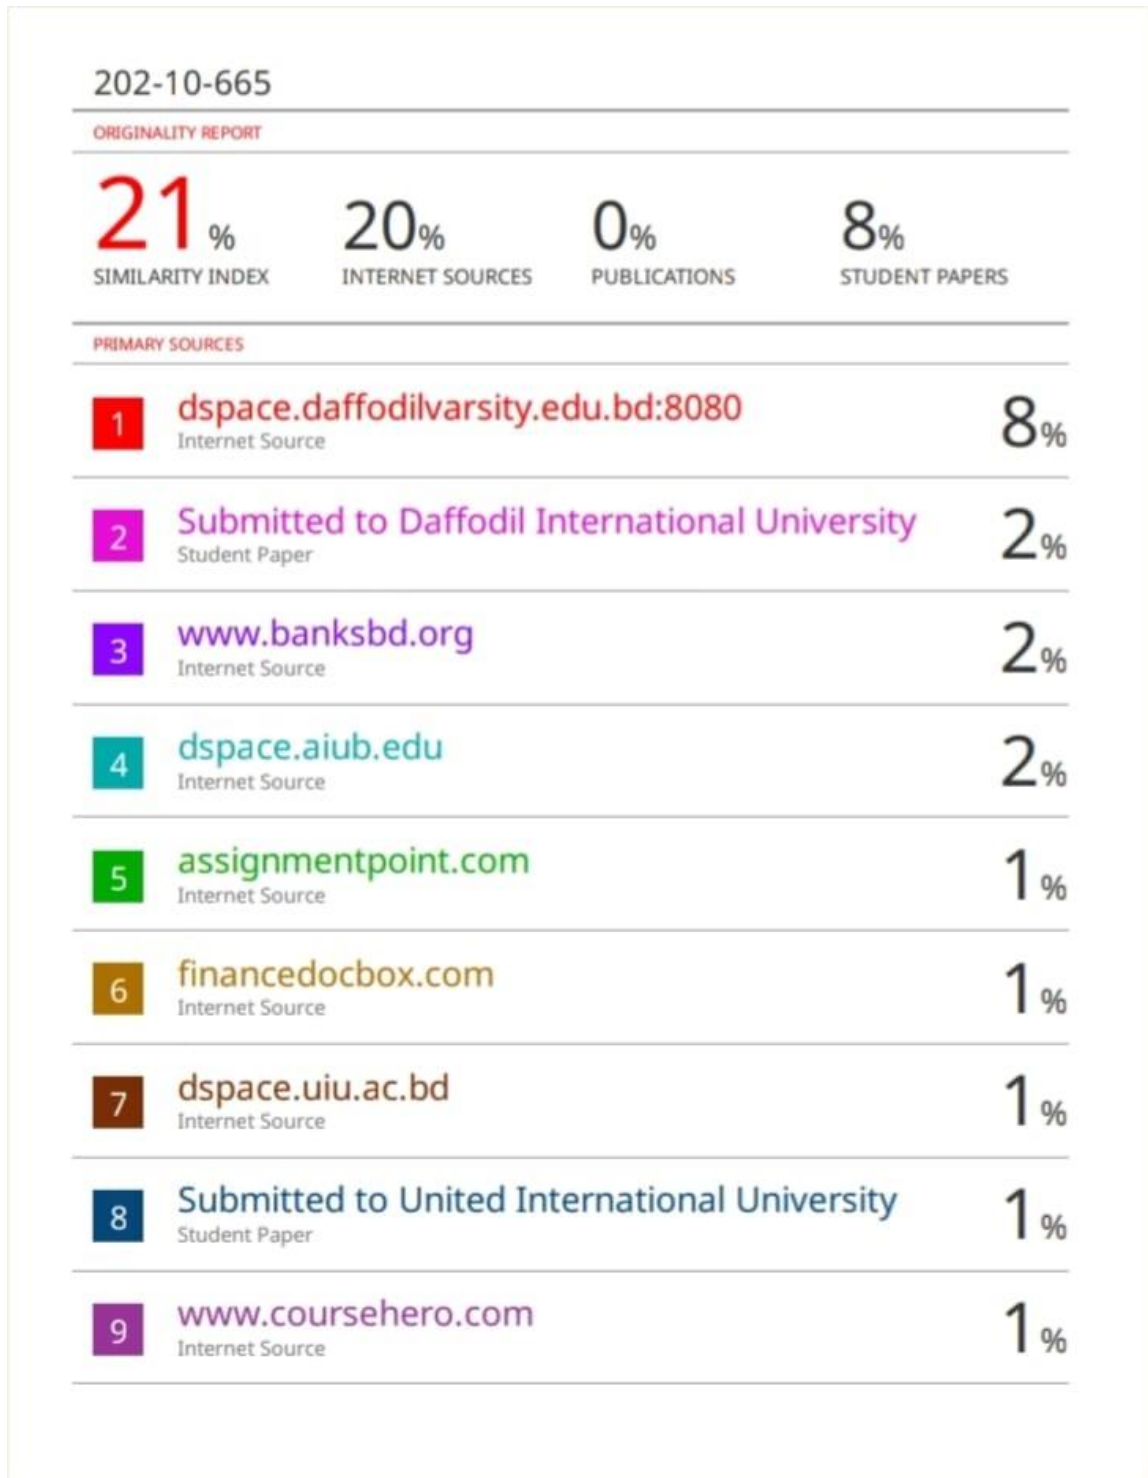 202-10-665
ORIGINALITY REPORT
21% 20% 0% 8%
SIMILARITY INDEX INTERNET SOURCES PUBLICATIONS STUDENT PAPERS
PRIMARY SOURCES
1 dspace.daffodilvarsity.edu.bd:8080 8%
Internet Source
2 Submitted to Daffodil International University 2%
Student Paper
3 www.banksbd.org 2%
Internet Source
4 dspace.aiub.edu 2%
Internet Source
5 assignmentpoint.com 1%
Internet Source
6 financedocbox.com 1%
Internet Source
7 dspace.uiu.ac.bd 1%
Internet Source
8 Submitted to United International University 1%
Student Paper
9 www.coursehero.com 1%
Internet Source